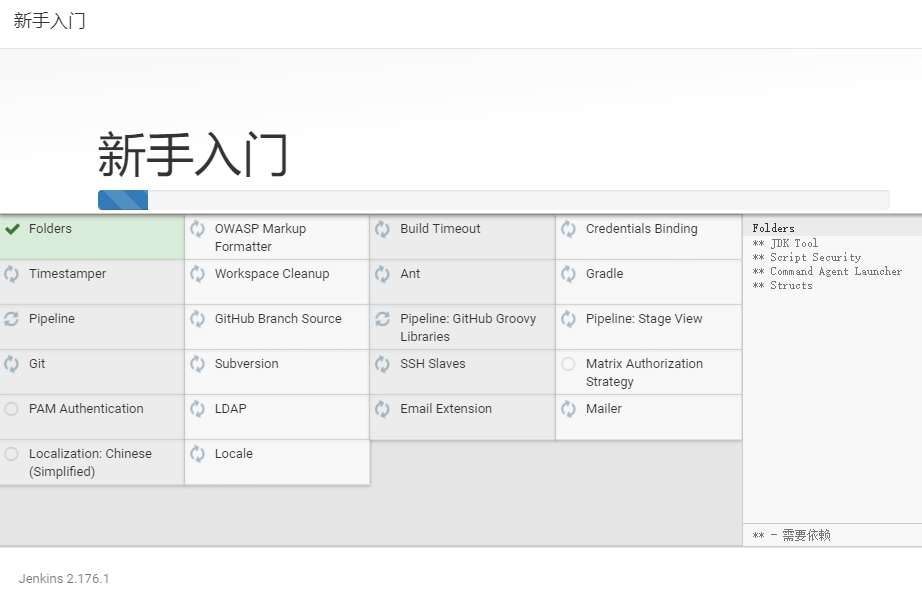 新手入门
新手入门
Folders
OWASP Markup
Formatter
Build Timeout
Credentials Binding
Timestamper
Workspace Cleanup
Ant
Gradle
Pipeline
GitHub Branch Source
Pipeline: GitHub Groovy
Libraries
Pipeline: Stage View
Git
Subversion
SSH Slaves
Matrix Authorization
Strategy
PAM Authentication
LDAP
Email Extension
Mailer
Localization: Chinese
(Simplified)
Locale
Folders
** JDK Tool
** Script Security
** Command Agent Launcher
** Structs
** - 需要依赖
Jenkins 2.176.1